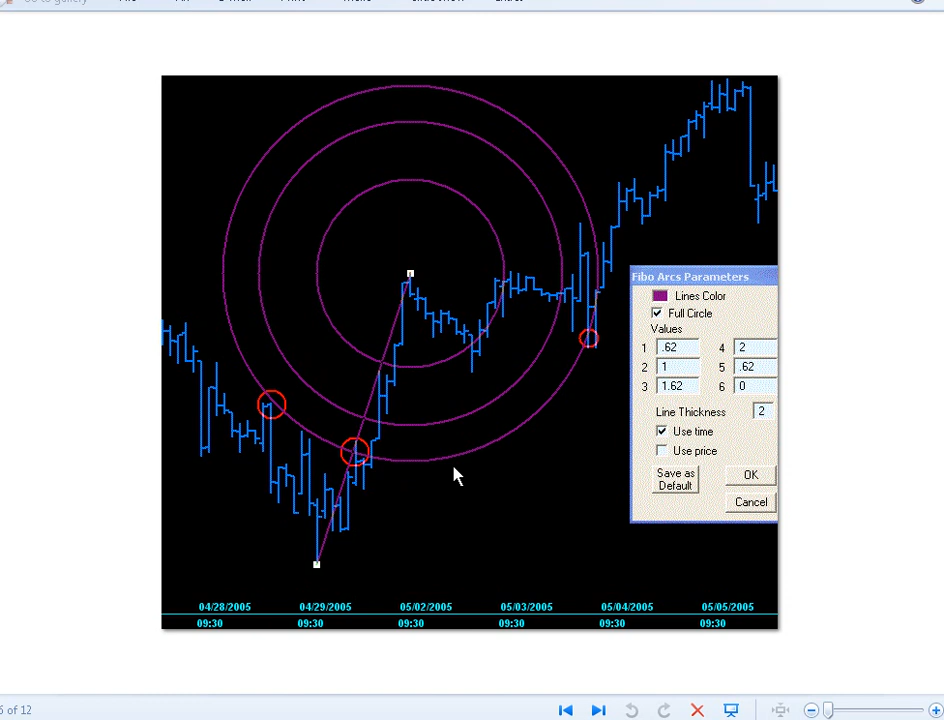 Fibo Arcs Parameters
Lines Color
Full Circle
Values
1 .62 4 2
2 1 5 .62
3 1.62 6 0
Line Thickness 2
Use time
Use price
Save as
Default
OK
Cancel
04/28/2005 04/29/2005 05/02/2005 05/03/2005 05/04/2005 05/05/2005
09:30 09:30 09:30 09:30 09:30 09:30
of 12